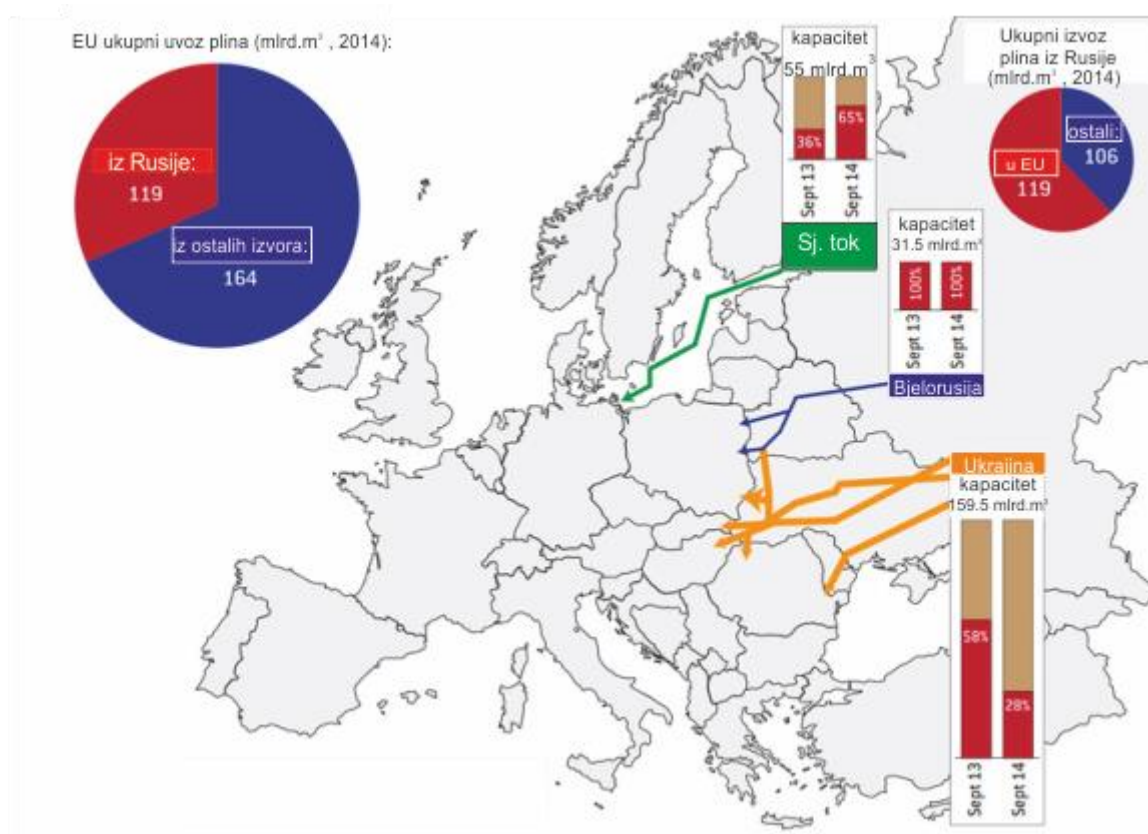 EU ukupni uvoz plina (mlrd.m³ , 2014):
iz Rusije:
119
iz ostalih izvora:
164
kapacitet
55 mlrd.m³
36%
65%
Sept 13
Sept 14
Sj. tok
Ukupni izvoz
plina iz Rusije
(mlrd.m³ , 2014)
ostali:
106
u EU
119
kapacitet
31.5 mlrd.m³
100%
100%
Sept 13
Sept 14
Bjelorusija
Ukrajina
kapacitet
159.5 mlrd.m³
58%
28%
Sept 13
Sept 14